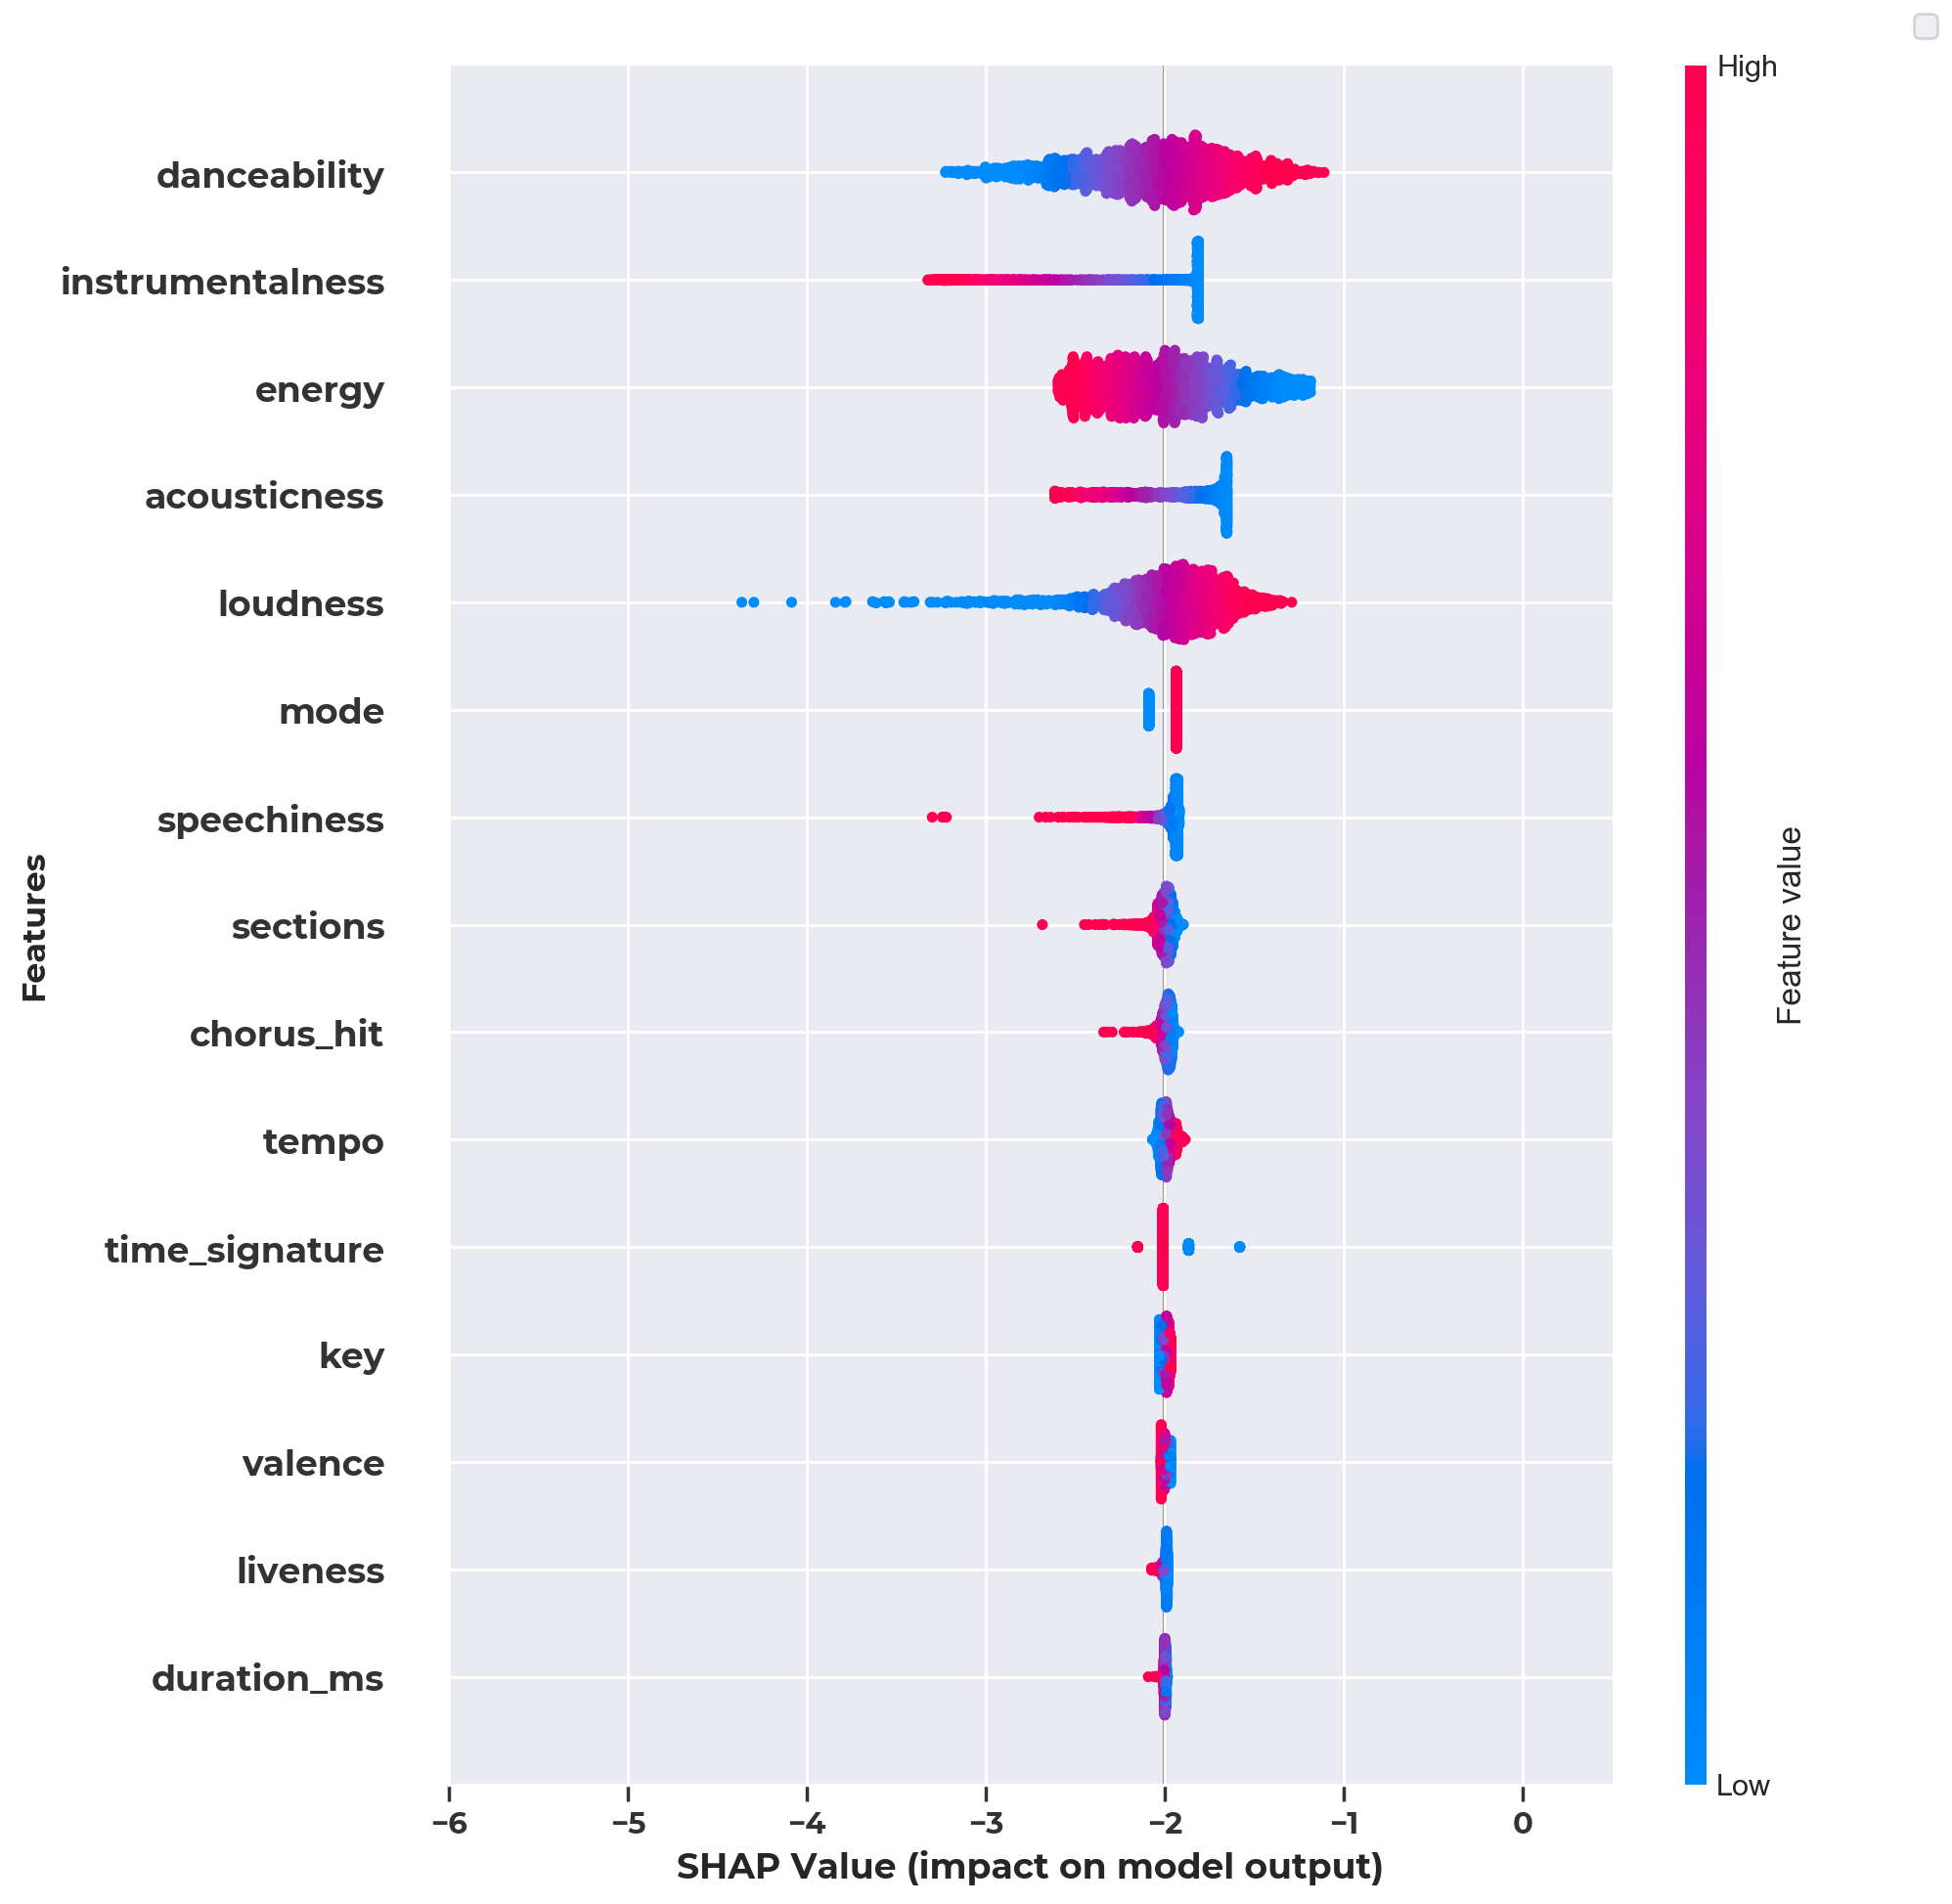 High
danceability
instrumentalness
energy
acousticness
loudness
mode
speechiness
sections
chorus_hit
tempo
time_signature
key
valence
liveness
duration_ms
Features
Feature value
Low
−6 −5 −4 −3 −2 −1 0
SHAP Value (impact on model output)